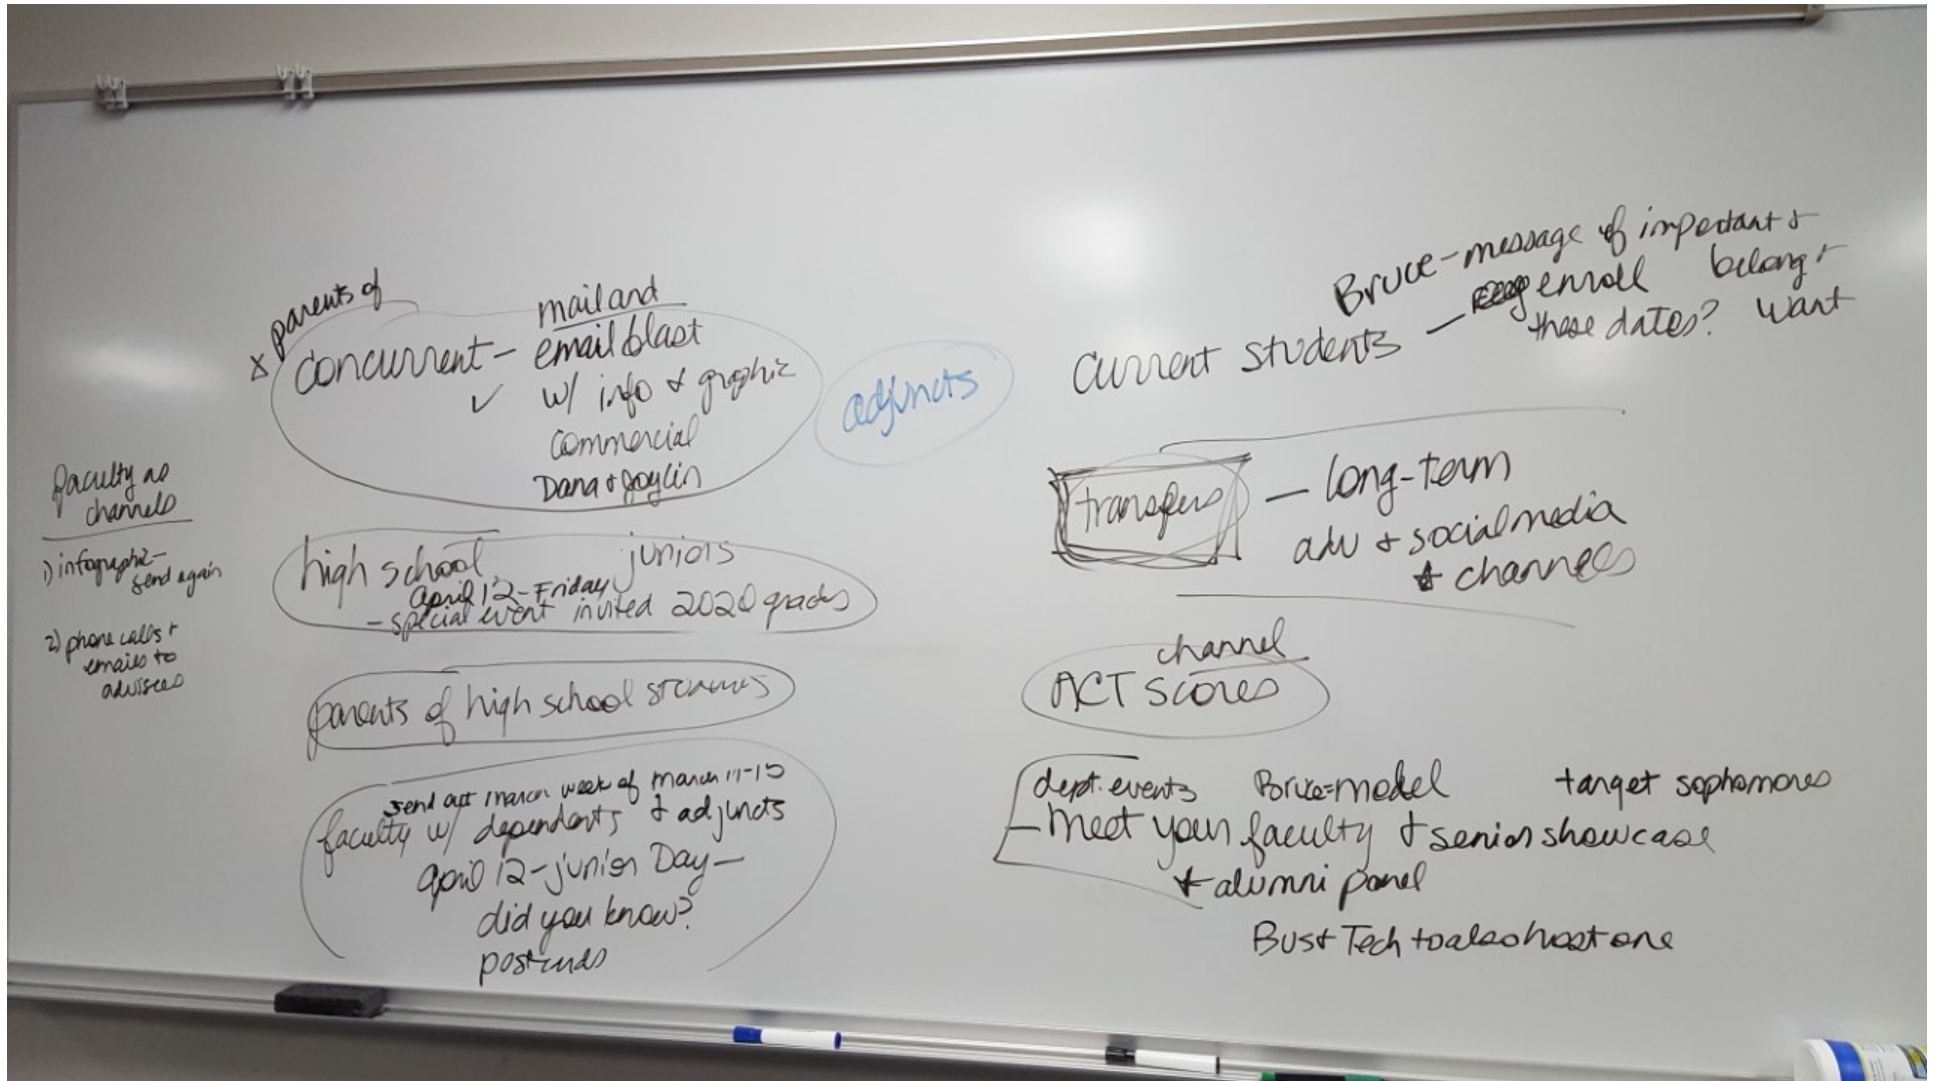 faculty as
channels
1) infographic -
send again
2) phone calls +
emails to
advisees
x parents of
concurrent - mail and
email blast
✓ w/ info & graphic
commercial
Dana & Joylin
adjuncts
high school juniors
april 12 - Friday
- special event invited 2020 grads
parents of high school students
send out march week of march 11-15
faculty w/ dependents & adjuncts
april 12 - junior Day -
did you know?
postcards
Bruce - message of important &
current students - enroll belong +
these dates? want
transfers - long-term
adv & social media
& channels
channel
ACT scores
dept. events Bruce=model target sophomores
- Meet your faculty & senior showcase
& alumni panel
Bus & Tech to also host one